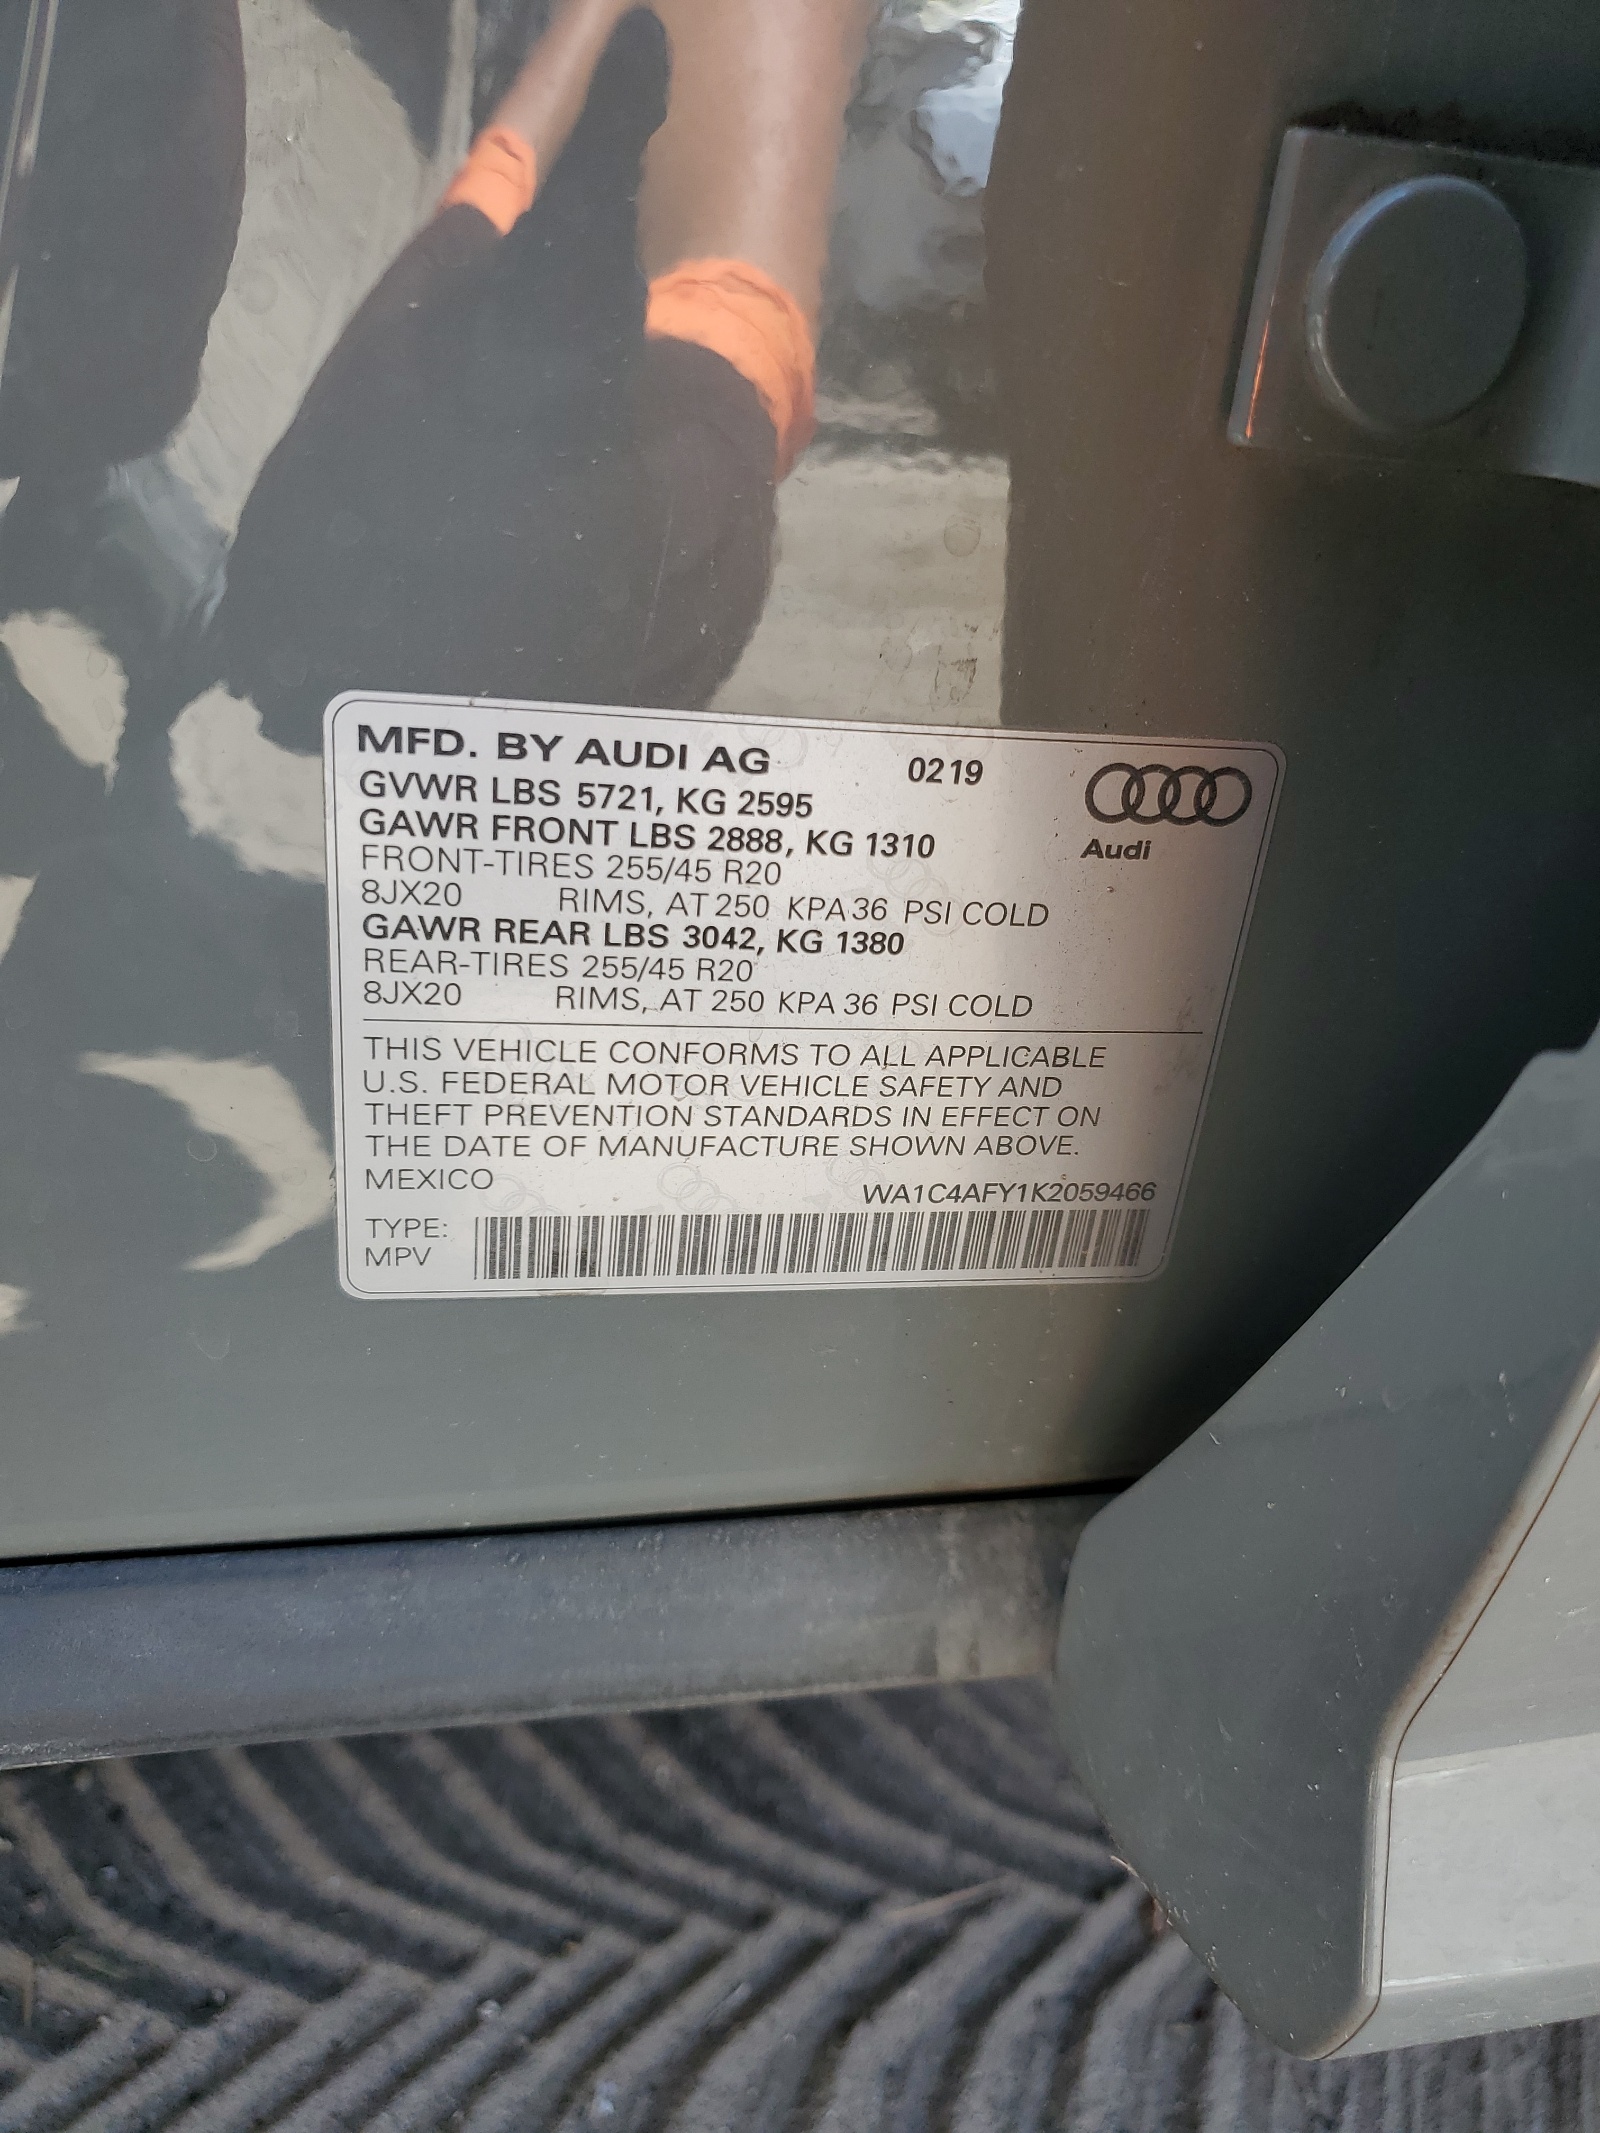 MFD. BY AUDI AG 0219
GVWR LBS 5721, KG 2595
GAWR FRONT LBS 2888, KG 1310
Audi
FRONT-TIRES 255/45 R20
8JX20 RIMS, AT 250 KPA 36 PSI COLD
GAWR REAR LBS 3042, KG 1380
REAR-TIRES 255/45 R20
8JX20 RIMS, AT 250 KPA 36 PSI COLD
THIS VEHICLE CONFORMS TO ALL APPLICABLE
U.S. FEDERAL MOTOR VEHICLE SAFETY AND
THEFT PREVENTION STANDARDS IN EFFECT ON
THE DATE OF MANUFACTURE SHOWN ABOVE.
MEXICO WA1C4AFY1K2059466
TYPE:
MPV